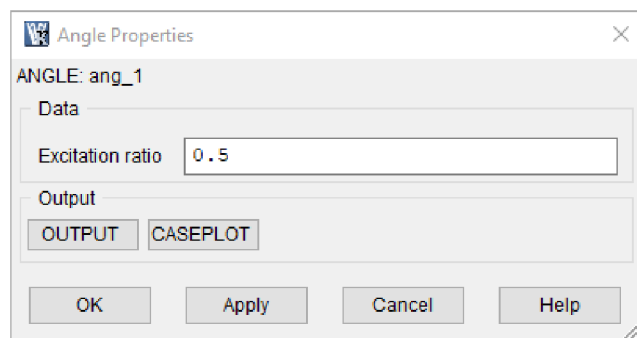 Angle Properties
ANGLE: ang_1
Data
Excitation ratio 0.5
Output
OUTPUT CASEPLOT
OK Apply Cancel Help